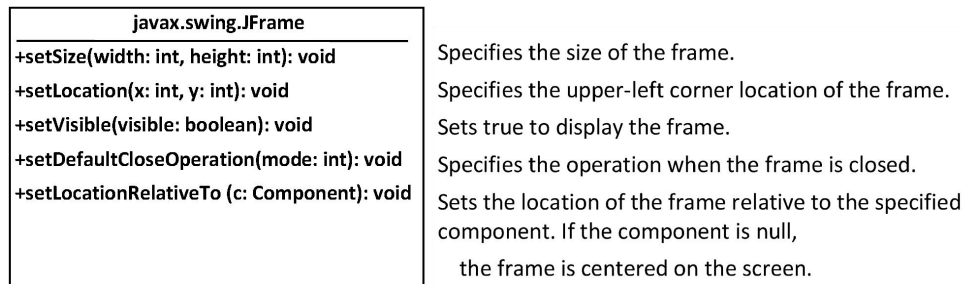 javax.swing.JFrame
+setSize(width: int, height: int): void
Specifies the size of the frame.
+setLocation(x: int, y: int): void
Specifies the upper-left corner location of the frame.
+setVisible(visible: boolean): void
Sets true to display the frame.
+setDefaultCloseOperation(mode: int): void
Specifies the operation when the frame is closed.
+setLocationRelativeTo (c: Component): void
Sets the location of the frame relative to the specified
component. If the component is null,
the frame is centered on the screen.